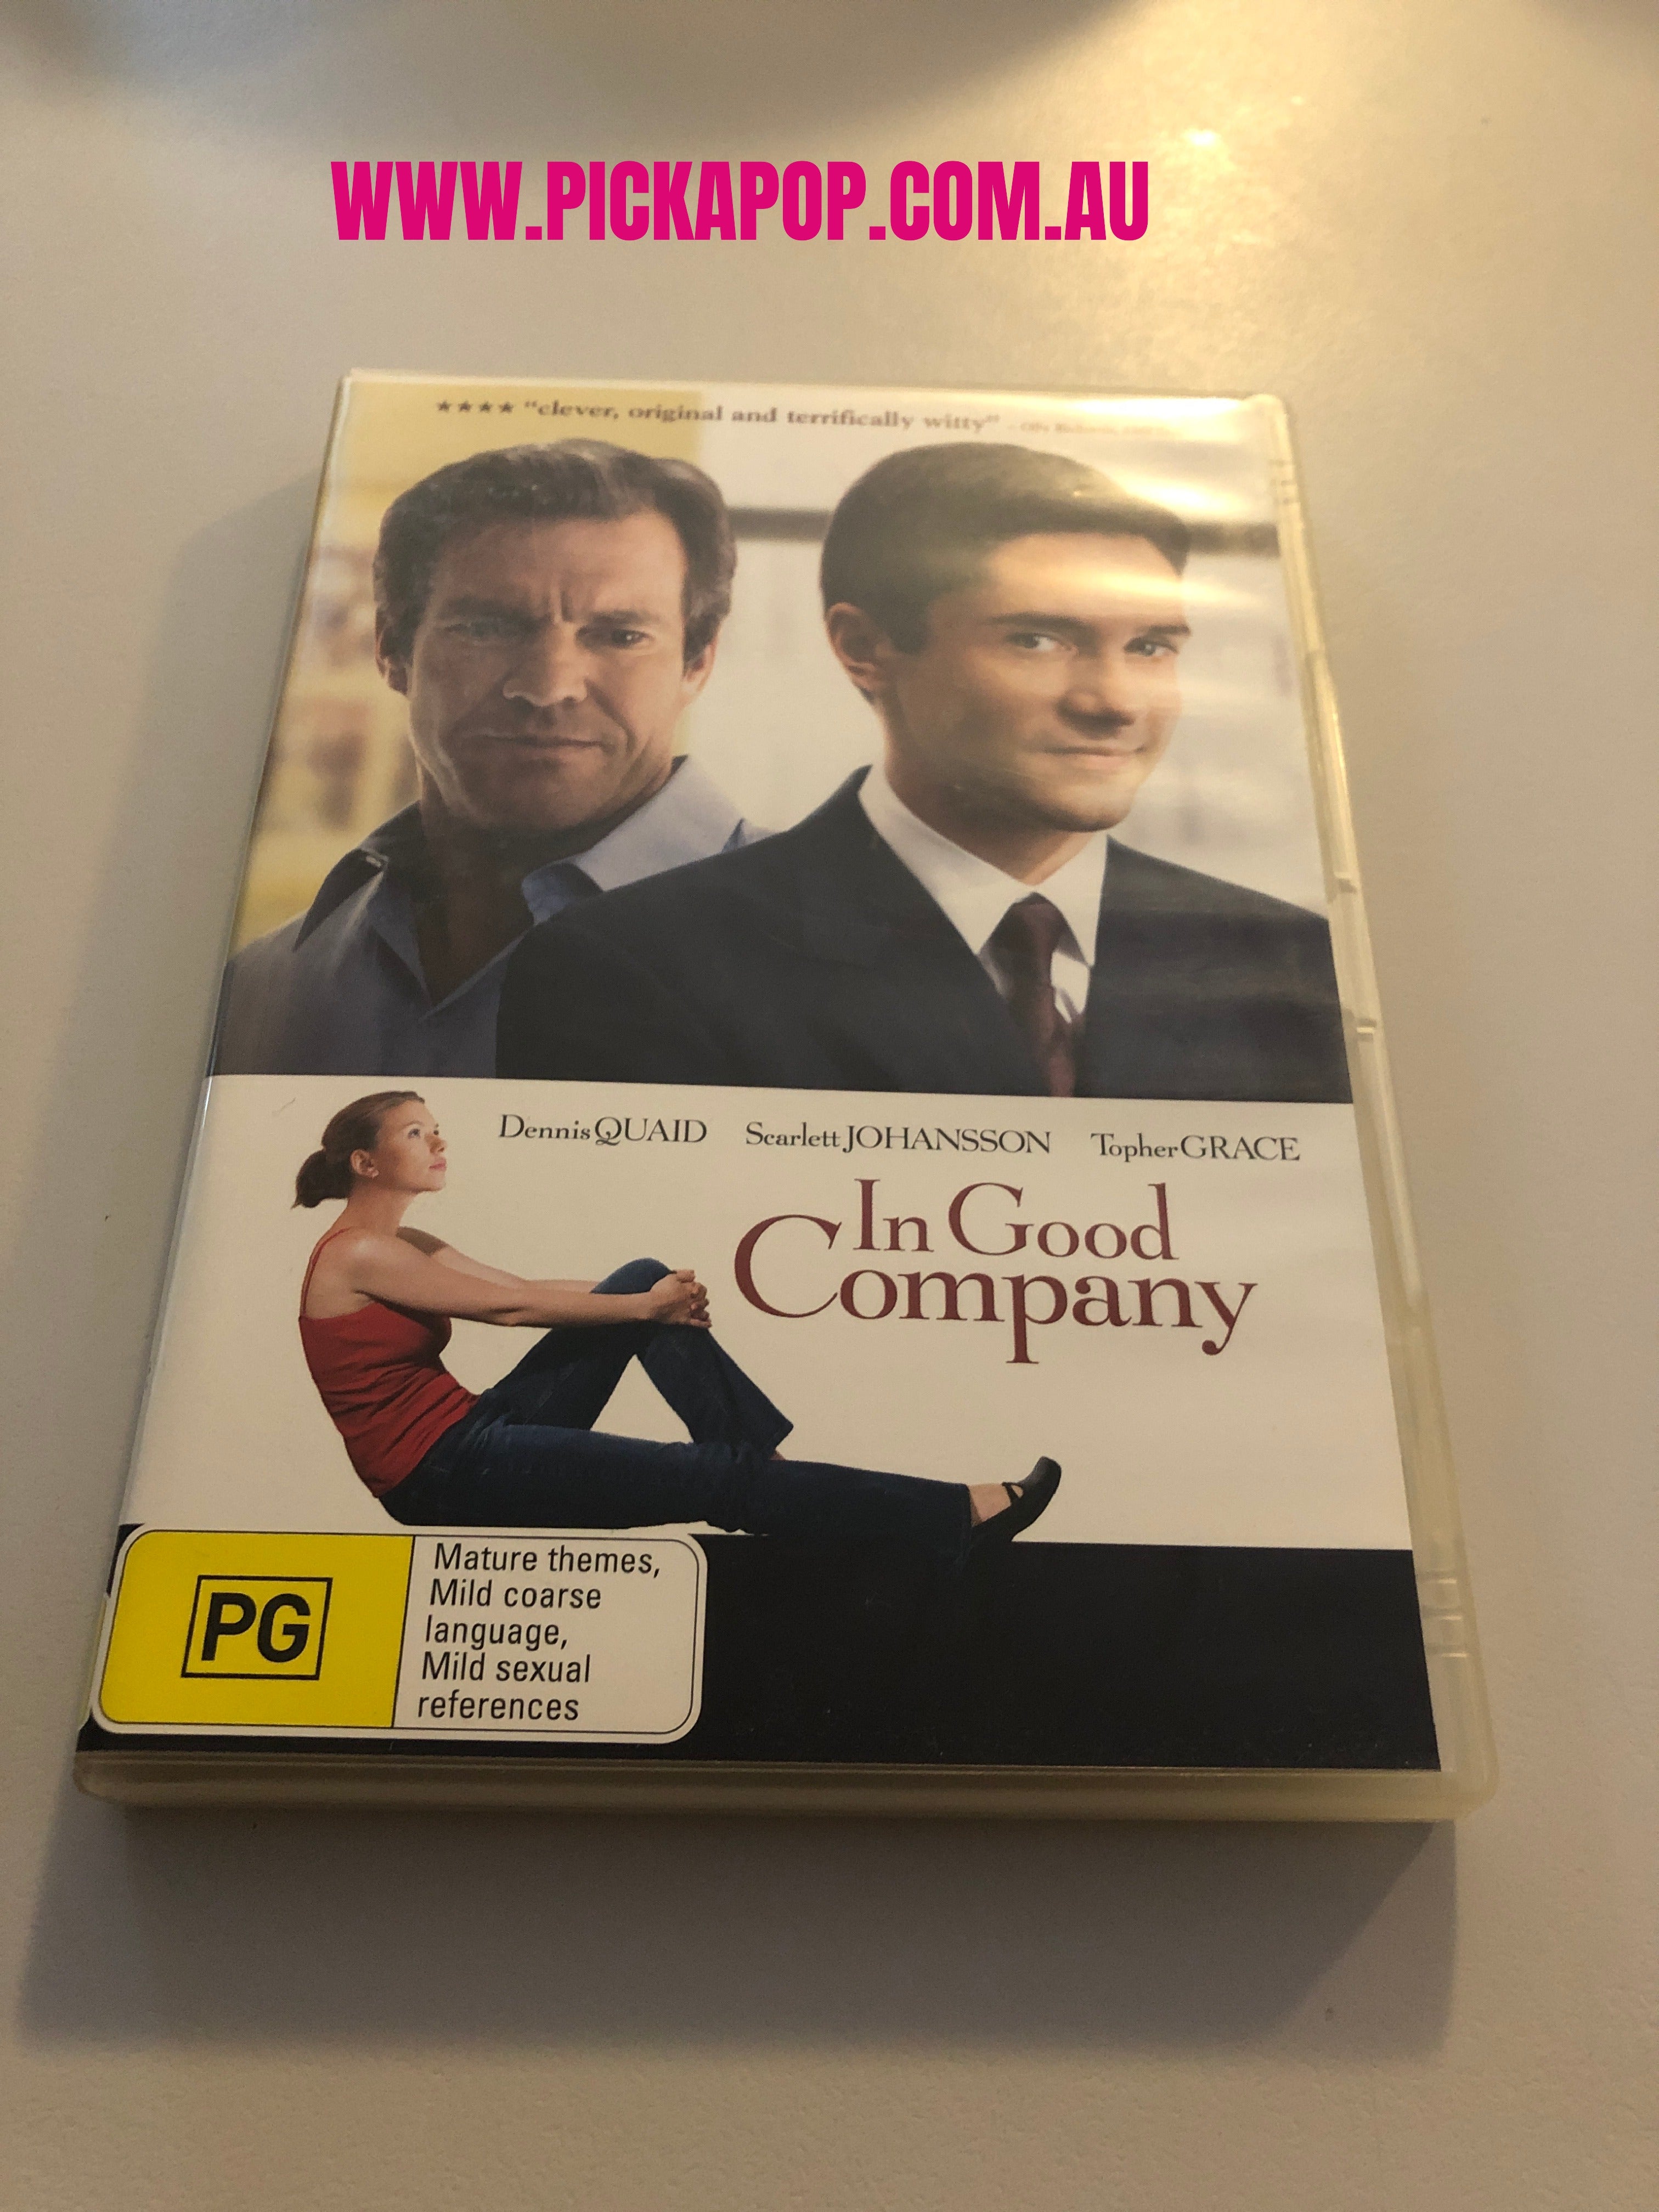 WWW.PICKAPOP.COM.AU
★★★★ "clever, original and terrifically witty"
Dennis QUAID Scarlett JOHANSSON Topher GRACE
In Good
Company
PG
Mature themes,
Mild coarse
language,
Mild sexual
references